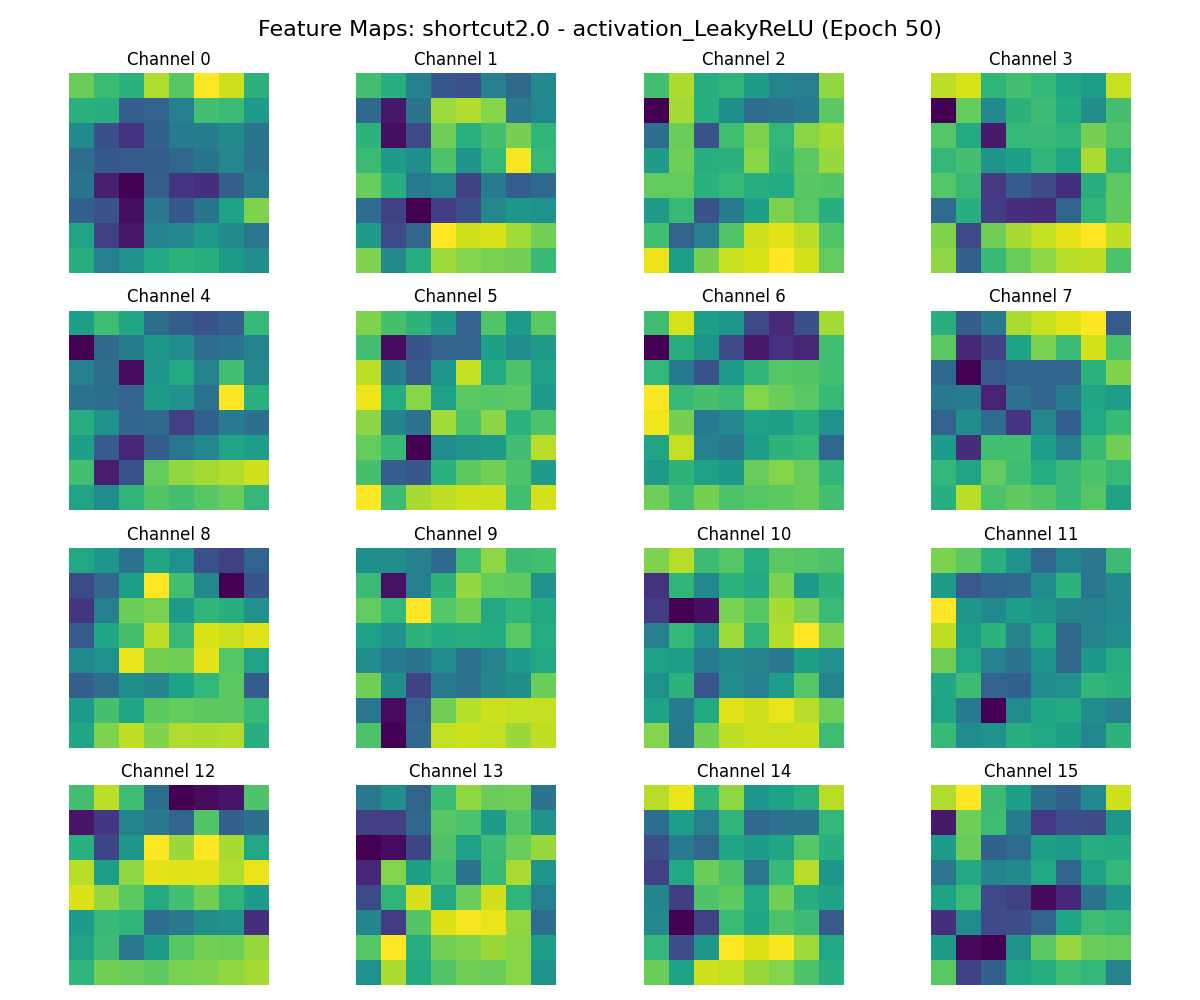 Feature Maps: shortcut2.0 - activation_LeakyReLU (Epoch 50)
Channel 0
Channel 1
Channel 2
Channel 3
Channel 4
Channel 5
Channel 6
Channel 7
Channel 8
Channel 9
Channel 10
Channel 11
Channel 12
Channel 13
Channel 14
Channel 15